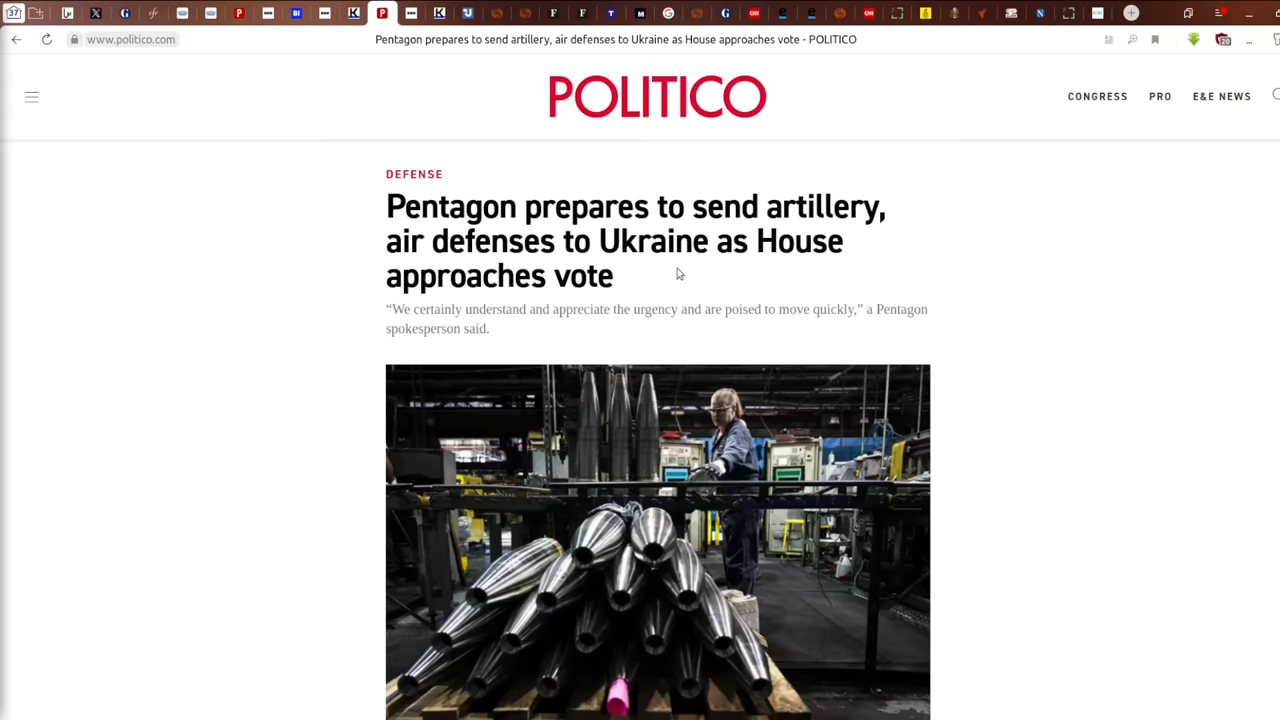 37
www.politico.com
Pentagon prepares to send artillery, air defenses to Ukraine as House approaches vote - POLITICO
20
POLITICO
CONGRESS PRO E&E NEWS
DEFENSE
Pentagon prepares to send artillery,
air defenses to Ukraine as House
approaches vote
“We certainly understand and appreciate the urgency and are poised to move quickly,” a Pentagon
spokesperson said.